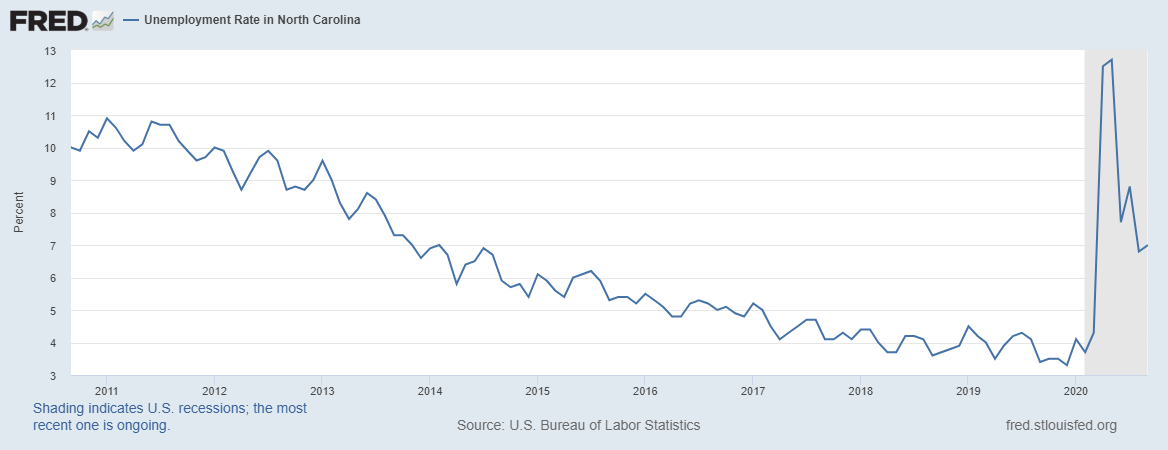 FRED Unemployment Rate in North Carolina
Percent
13
12
11
10
9
8
7
6
5
4
3
2011 2012 2013 2014 2015 2016 2017 2018 2019 2020
Shading indicates U.S. recessions; the most
recent one is ongoing.
Source: U.S. Bureau of Labor Statistics
fred.stlouisfed.org